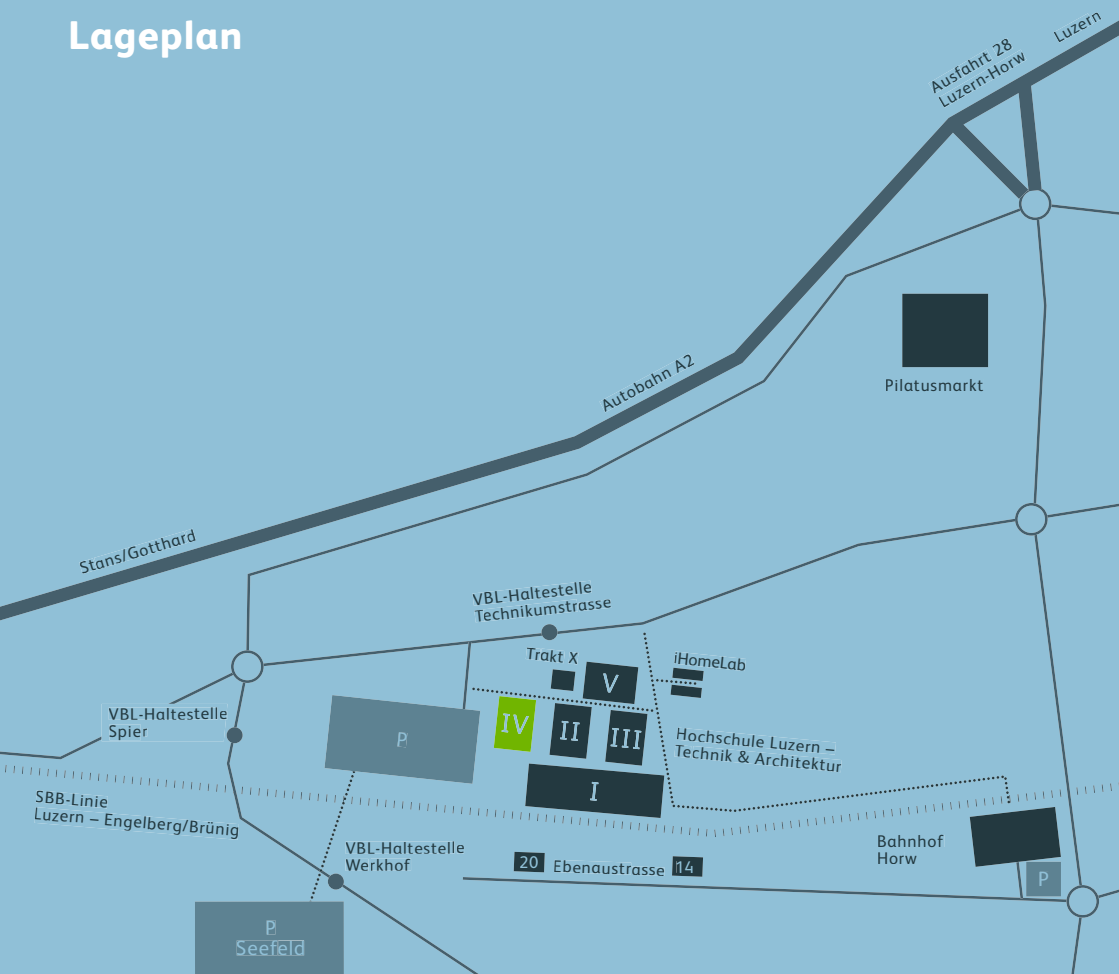 Lageplan
Luzern
Ausfahrt 28
Luzern-Horw
Pilatusmarkt
Autobahn A2
Stans/Gotthard
VBL-Haltestelle
Technikumstrasse
Trakt X
iHomeLab
V
VBL-Haltestelle
Spier
P
IV
II
III
Hochschule Luzern –
Technik & Architektur
I
SBB-Linie
Luzern – Engelberg/Brünig
VBL-Haltestelle
Werkhof
20
Ebenaustrasse
14
Bahnhof
Horw
P
P
Seefeld